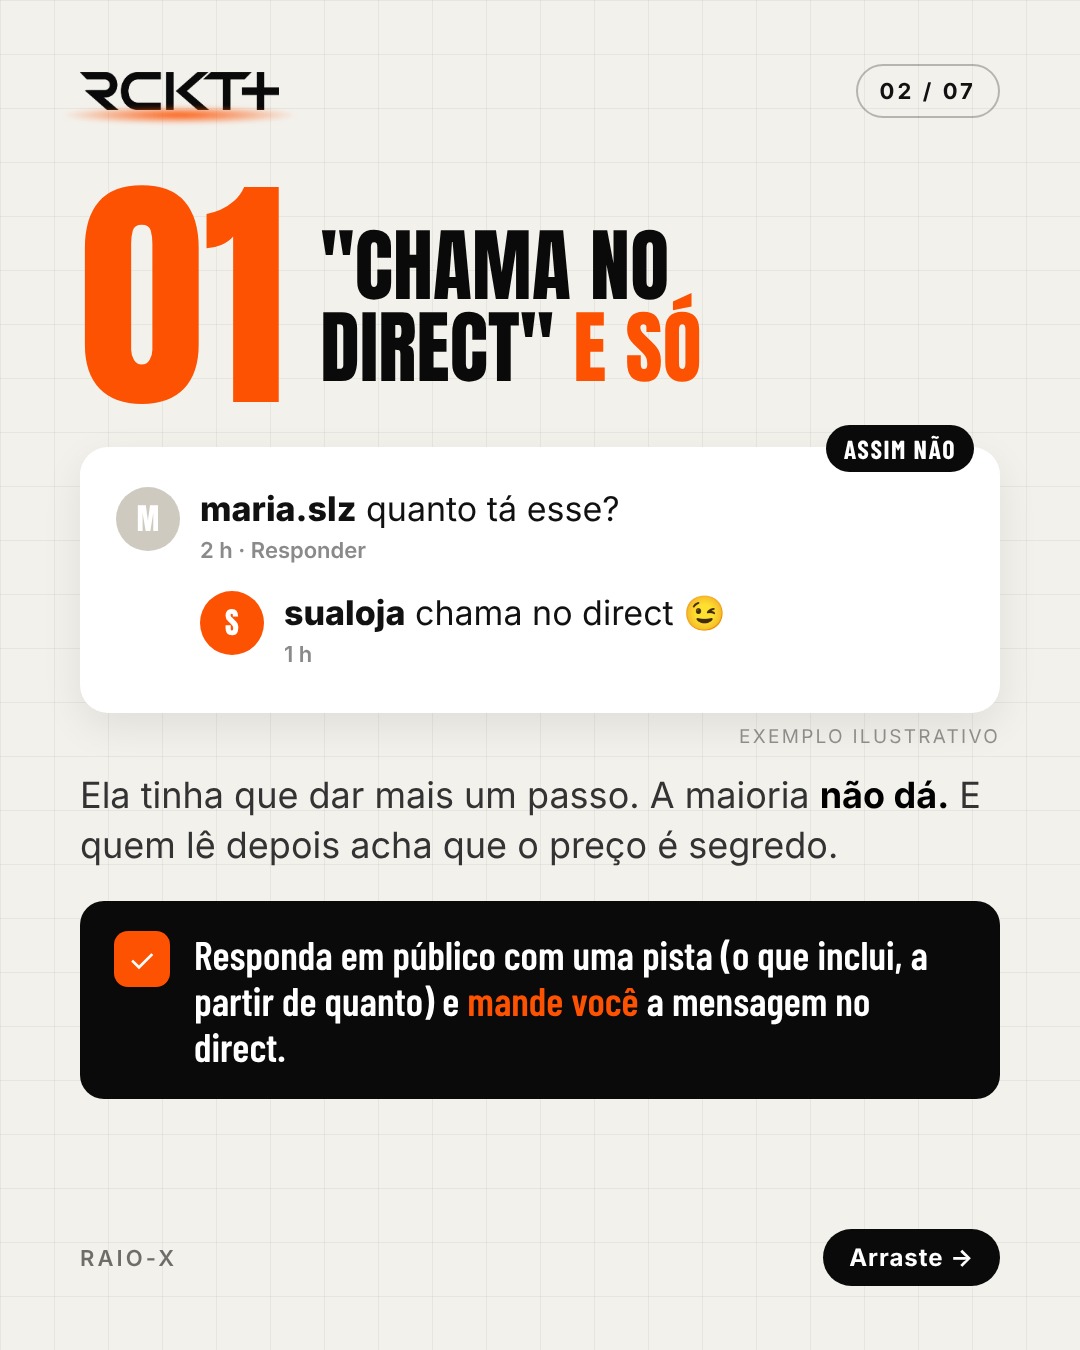 RCKT+
02 / 07
01
"CHAMA NO
DIRECT" E SÓ
ASSIM NÃO
M
maria.slz quanto tá esse?
2 h · Responder
S
sualoja chama no direct 😉
1 h
EXEMPLO ILUSTRATIVO
Ela tinha que dar mais um passo. A maioria não dá. E
quem lê depois acha que o preço é segredo.
Responda em público com uma pista (o que inclui, a
partir de quanto) e mande você a mensagem no
direct.
RAIO-X
Arraste →